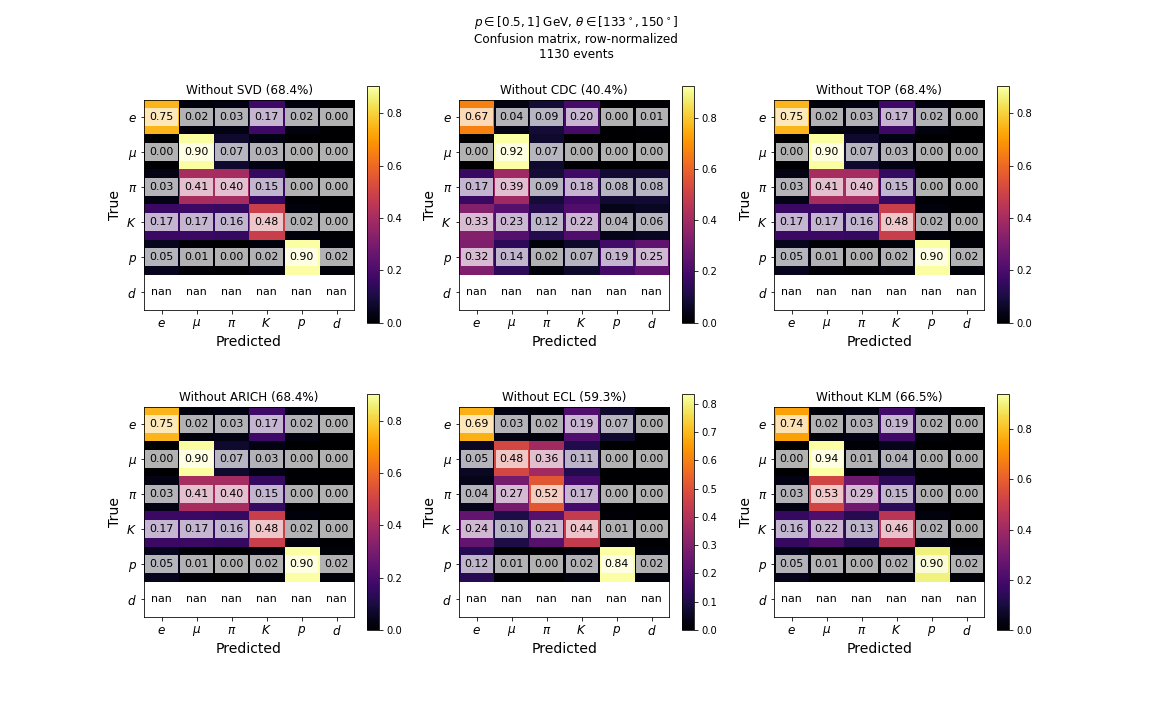 p ∈ [0.5, 1] GeV, θ ∈ [133°, 150°]
Confusion matrix, row-normalized
1130 events
Without SVD (68.4%)
True
e 0.75 0.02 0.03 0.17 0.02 0.00
μ 0.00 0.90 0.07 0.03 0.00 0.00
π 0.03 0.41 0.40 0.15 0.00 0.00
K 0.17 0.17 0.16 0.48 0.02 0.00
p 0.05 0.01 0.00 0.02 0.90 0.02
d nan nan nan nan nan nan
e μ π K p d
Predicted
0.8
0.6
0.4
0.2
0.0
Without CDC (40.4%)
True
e 0.67 0.04 0.09 0.20 0.00 0.01
μ 0.00 0.92 0.07 0.00 0.00 0.00
π 0.17 0.39 0.09 0.18 0.08 0.08
K 0.33 0.23 0.12 0.22 0.04 0.06
p 0.32 0.14 0.02 0.07 0.19 0.25
d nan nan nan nan nan nan
e μ π K p d
Predicted
0.8
0.6
0.4
0.2
0.0
Without TOP (68.4%)
True
e 0.75 0.02 0.03 0.17 0.02 0.00
μ 0.00 0.90 0.07 0.03 0.00 0.00
π 0.03 0.41 0.40 0.15 0.00 0.00
K 0.17 0.17 0.16 0.48 0.02 0.00
p 0.05 0.01 0.00 0.02 0.90 0.02
d nan nan nan nan nan nan
e μ π K p d
Predicted
0.8
0.6
0.4
0.2
0.0
Without ARICH (68.4%)
True
e 0.75 0.02 0.03 0.17 0.02 0.00
μ 0.00 0.90 0.07 0.03 0.00 0.00
π 0.03 0.41 0.40 0.15 0.00 0.00
K 0.17 0.17 0.16 0.48 0.02 0.00
p 0.05 0.01 0.00 0.02 0.90 0.02
d nan nan nan nan nan nan
e μ π K p d
Predicted
0.8
0.6
0.4
0.2
0.0
Without ECL (59.3%)
True
e 0.69 0.03 0.02 0.19 0.07 0.00
μ 0.05 0.48 0.36 0.11 0.00 0.00
π 0.04 0.27 0.52 0.17 0.00 0.00
K 0.24 0.10 0.21 0.44 0.01 0.00
p 0.12 0.01 0.00 0.02 0.84 0.02
d nan nan nan nan nan nan
e μ π K p d
Predicted
0.8
0.7
0.6
0.5
0.4
0.3
0.2
0.1
0.0
Without KLM (66.5%)
True
e 0.74 0.02 0.03 0.19 0.02 0.00
μ 0.00 0.94 0.01 0.04 0.00 0.00
π 0.03 0.53 0.29 0.15 0.00 0.00
K 0.16 0.22 0.13 0.46 0.02 0.00
p 0.05 0.01 0.00 0.02 0.90 0.02
d nan nan nan nan nan nan
e μ π K p d
Predicted
0.8
0.6
0.4
0.2
0.0